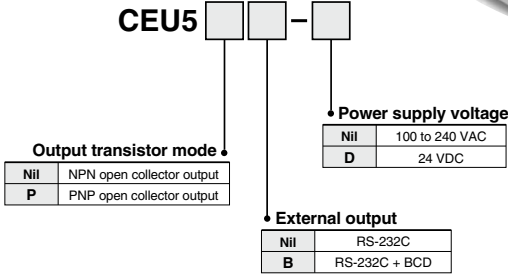 CEU5 –
Power supply voltage
Nil 100 to 240 VAC
D 24 VDC
Output transistor mode
Nil NPN open collector output
P PNP open collector output
External output
Nil RS-232C
B RS-232C + BCD